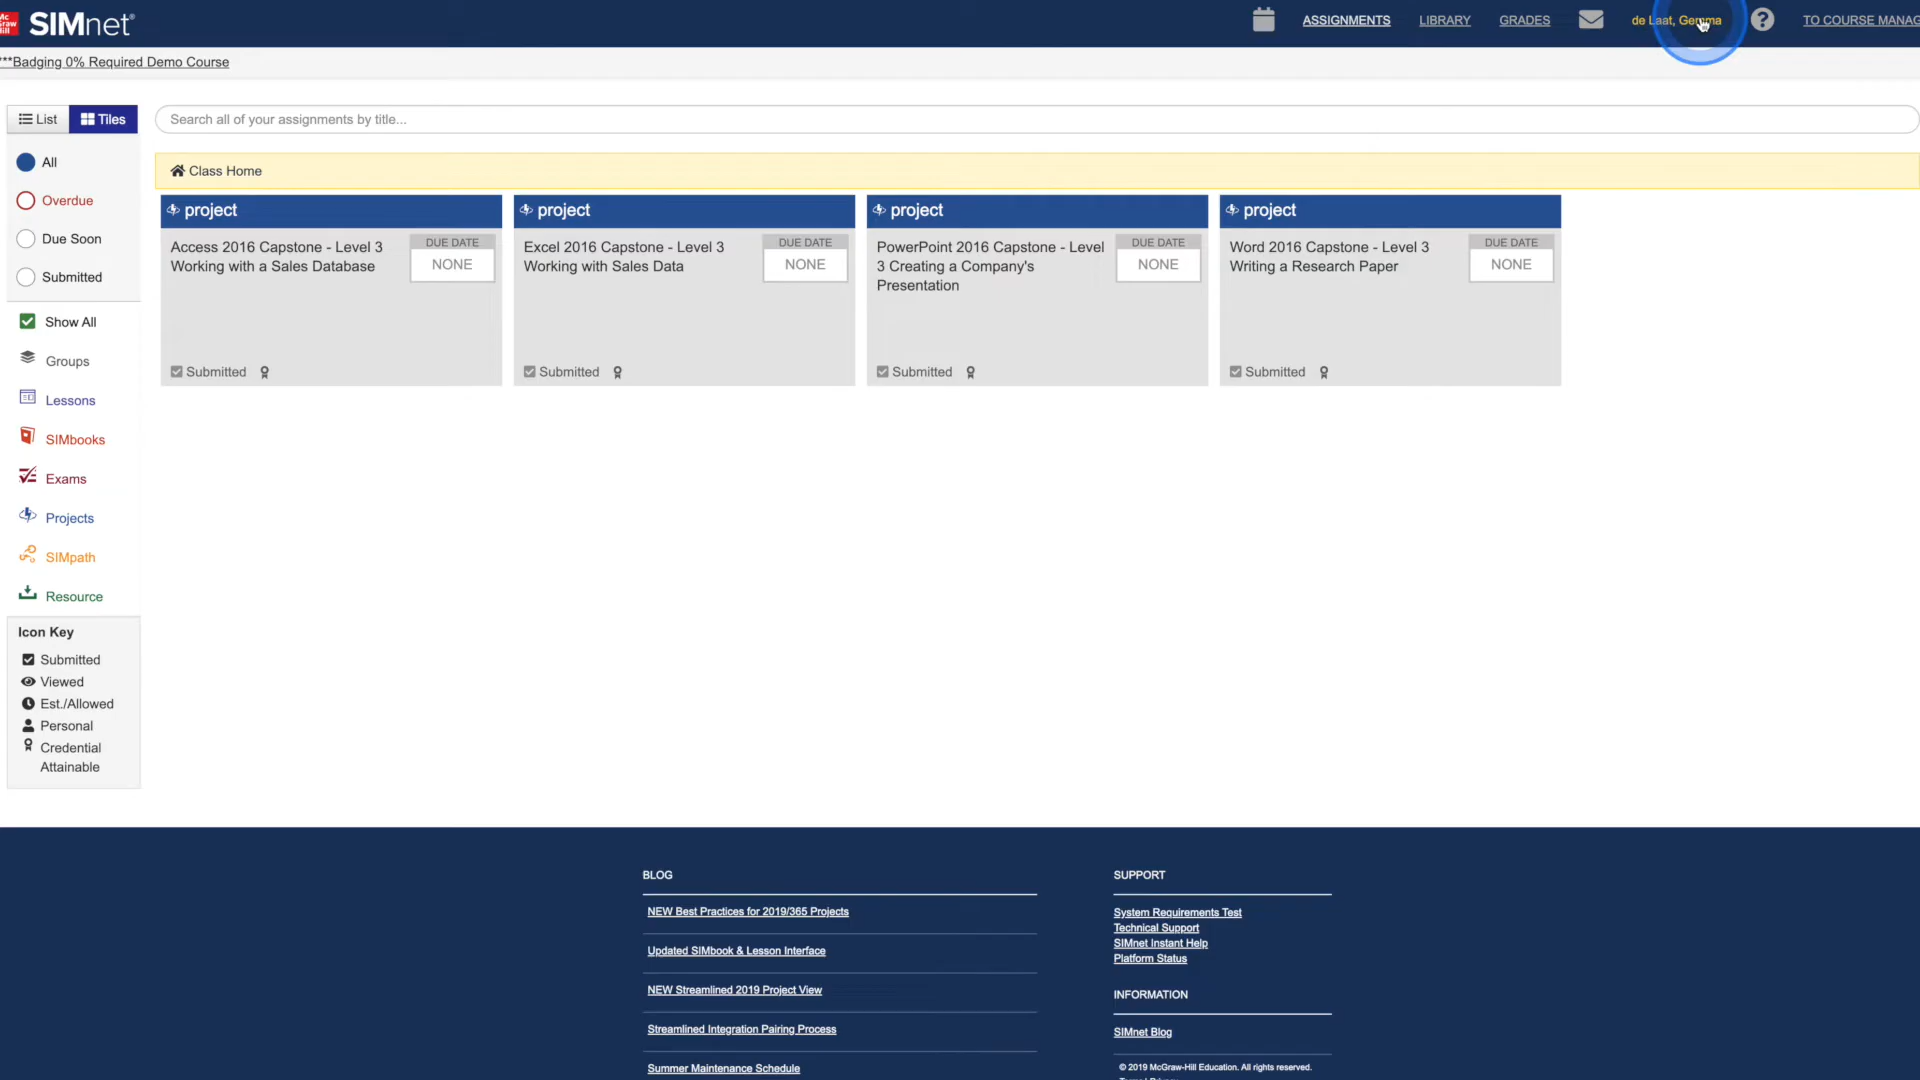 Mc Graw Hill SIMnet®
ASSIGNMENTS LIBRARY GRADES de Laat, Gemma TO COURSE MANAG
***Badging 0% Required Demo Course
List Tiles
Search all of your assignments by title...
All
Overdue
Due Soon
Submitted
Show All
Groups
Lessons
SIMbooks
Exams
Projects
SIMpath
Resource
Icon Key
Submitted
Viewed
Est./Allowed
Personal
Credential
Attainable
Class Home
project
Access 2016 Capstone - Level 3
Working with a Sales Database
DUE DATE
NONE
Submitted
project
Excel 2016 Capstone - Level 3
Working with Sales Data
DUE DATE
NONE
Submitted
project
PowerPoint 2016 Capstone - Level
3 Creating a Company's
Presentation
DUE DATE
NONE
Submitted
project
Word 2016 Capstone - Level 3
Writing a Research Paper
DUE DATE
NONE
Submitted
BLOG
NEW Best Practices for 2019/365 Projects
Updated SIMbook & Lesson Interface
NEW Streamlined 2019 Project View
Streamlined Integration Pairing Process
Summer Maintenance Schedule
SUPPORT
System Requirements Test
Technical Support
SIMnet Instant Help
Platform Status
INFORMATION
SIMnet Blog
© 2019 McGraw-Hill Education. All rights reserved.